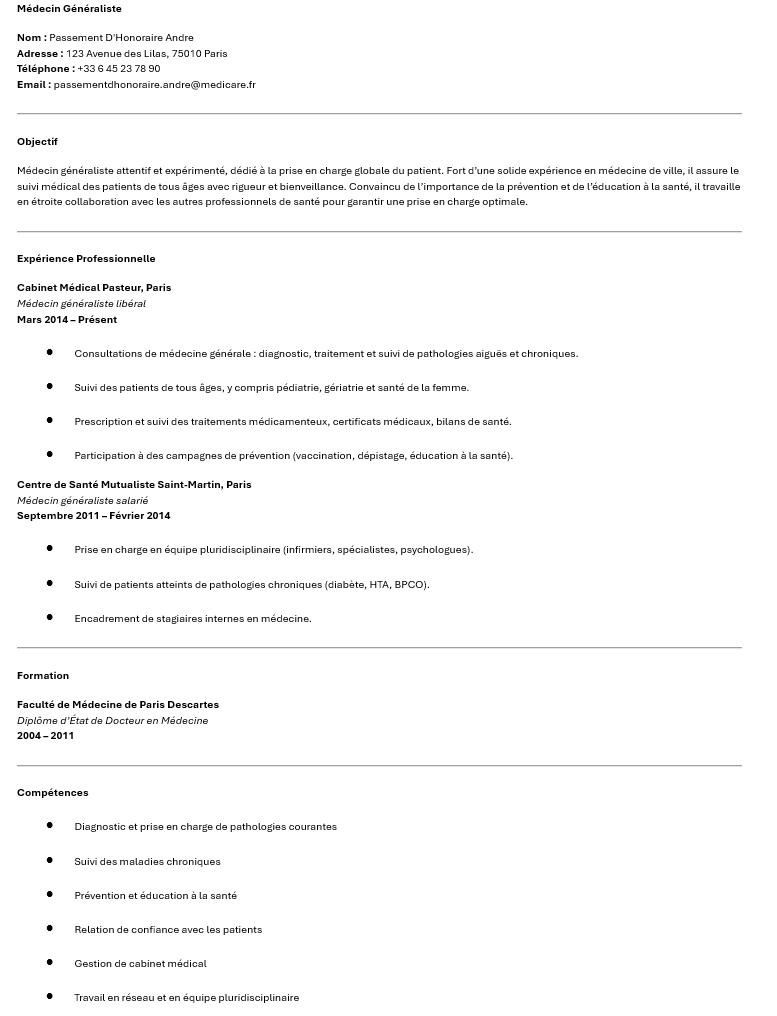 Médecin Généraliste
Nom : Passement D'Honoraire Andre
Adresse : 123 Avenue des Lilas, 75010 Paris
Téléphone : +33 6 45 23 78 90
Email : passementdhonoraire.andre@medicare.fr
Objectif
Médecin généraliste attentif et expérimenté, dédié à la prise en charge globale du patient. Fort d’une solide expérience en médecine de ville, il assure le
suivi médical des patients de tous âges avec rigueur et bienveillance. Convaincu de l’importance de la prévention et de l’éducation à la santé, il travaille
en étroite collaboration avec les autres professionnels de santé pour garantir une prise en charge optimale.
Expérience Professionnelle
Cabinet Médical Pasteur, Paris
Médecin généraliste libéral
Mars 2014 – Présent
● Consultations de médecine générale : diagnostic, traitement et suivi de pathologies aiguës et chroniques.
● Suivi des patients de tous âges, y compris pédiatrie, gériatrie et santé de la femme.
● Prescription et suivi des traitements médicamenteux, certificats médicaux, bilans de santé.
● Participation à des campagnes de prévention (vaccination, dépistage, éducation à la santé).
Centre de Santé Mutualiste Saint-Martin, Paris
Médecin généraliste salarié
Septembre 2011 – Février 2014
● Prise en charge en équipe pluridisciplinaire (infirmiers, spécialistes, psychologues).
● Suivi de patients atteints de pathologies chroniques (diabète, HTA, BPCO).
● Encadrement de stagiaires internes en médecine.
Formation
Faculté de Médecine de Paris Descartes
Diplôme d’État de Docteur en Médecine
2004 – 2011
Compétences
● Diagnostic et prise en charge de pathologies courantes
● Suivi des maladies chroniques
● Prévention et éducation à la santé
● Relation de confiance avec les patients
● Gestion de cabinet médical
● Travail en réseau et en équipe pluridisciplinaire